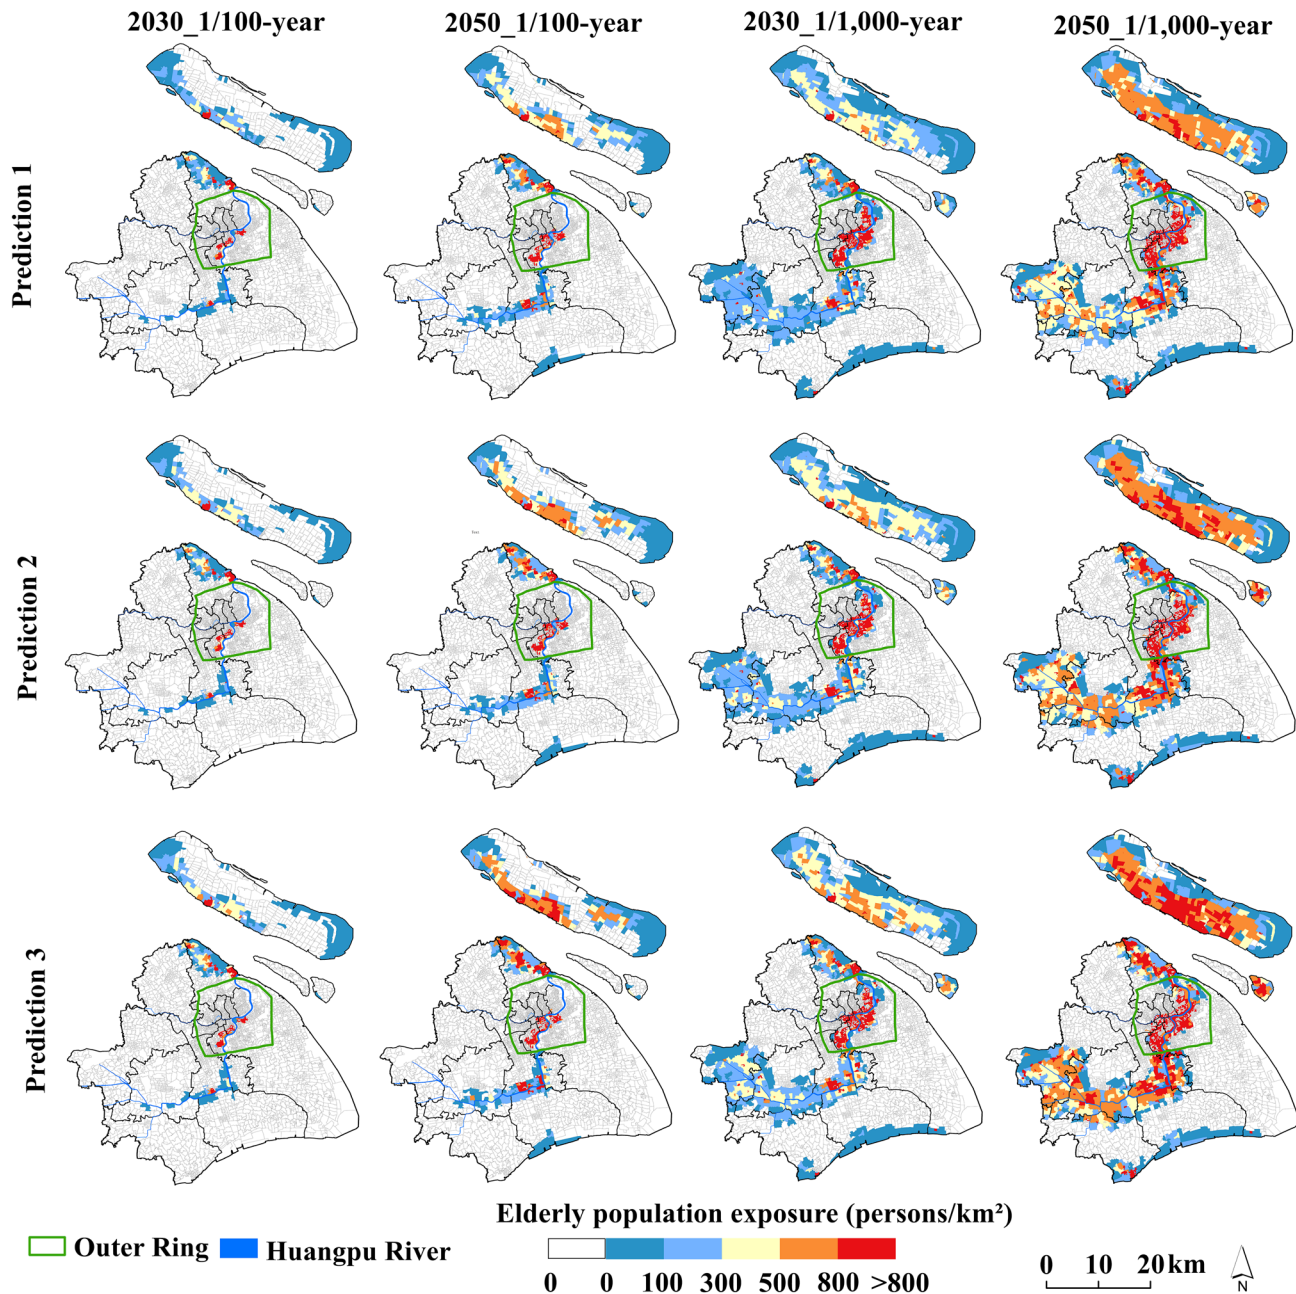 2030_1/100-year
2050_1/100-year
2030_1/1,000-year
2050_1/1,000-year
Prediction 1
Prediction 2
Prediction 3
Elderly population exposure (persons/km²)
Outer Ring
Huangpu River
0 0 100 300 500 800 >800
0 10 20 km
N